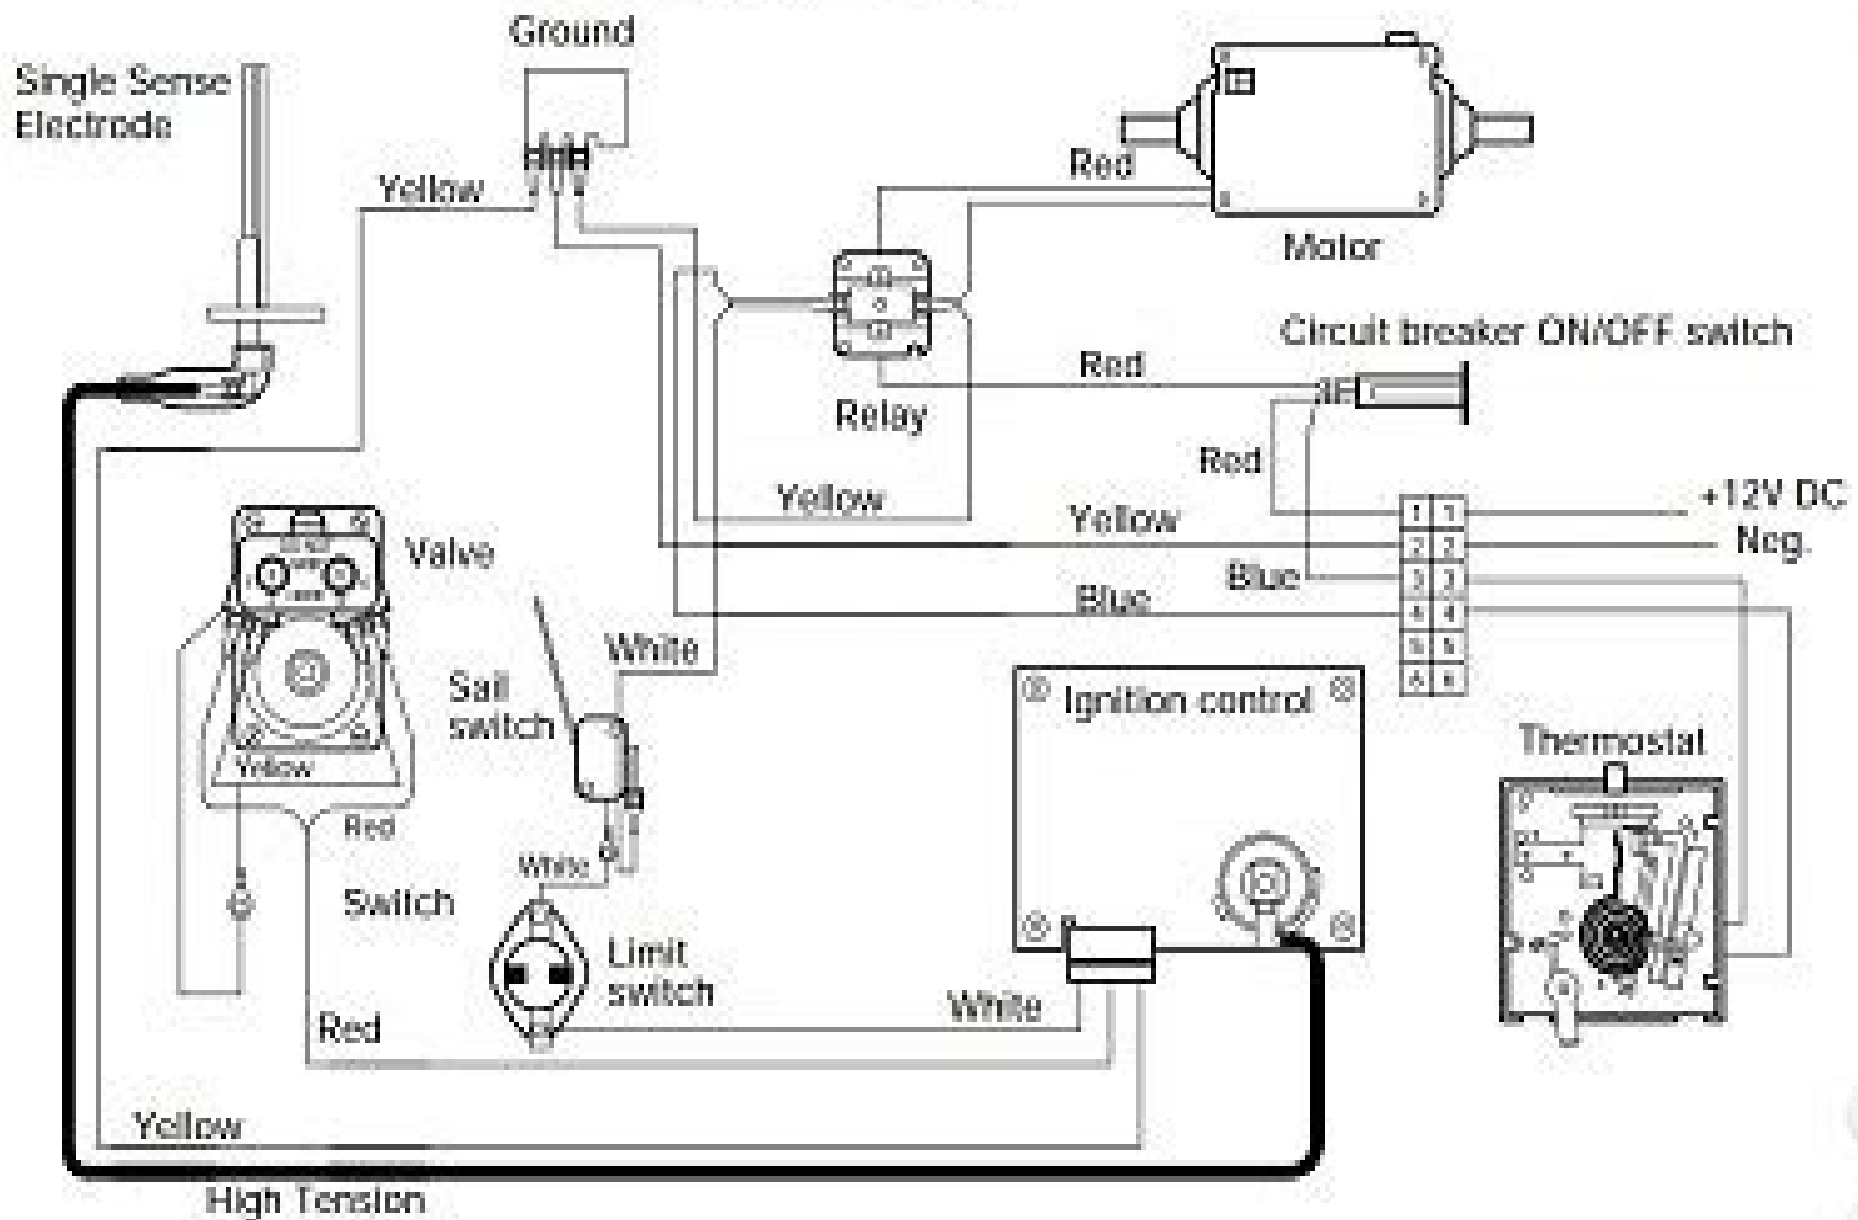 Ground
Single Sense
Electrode
Yellow
Red
Motor
Circuit breaker ON/OFF switch
Red
Relay
Red
Yellow
+12V DC
Yellow
Neg.
Valve
Blue
Blue
White
1 1
2 2
3 3
4 4
5 5
6 6
Sail
switch
Ignition control
Thermostat
Yellow
Red
White
Switch
Limit
switch
White
Red
Yellow
High Tension